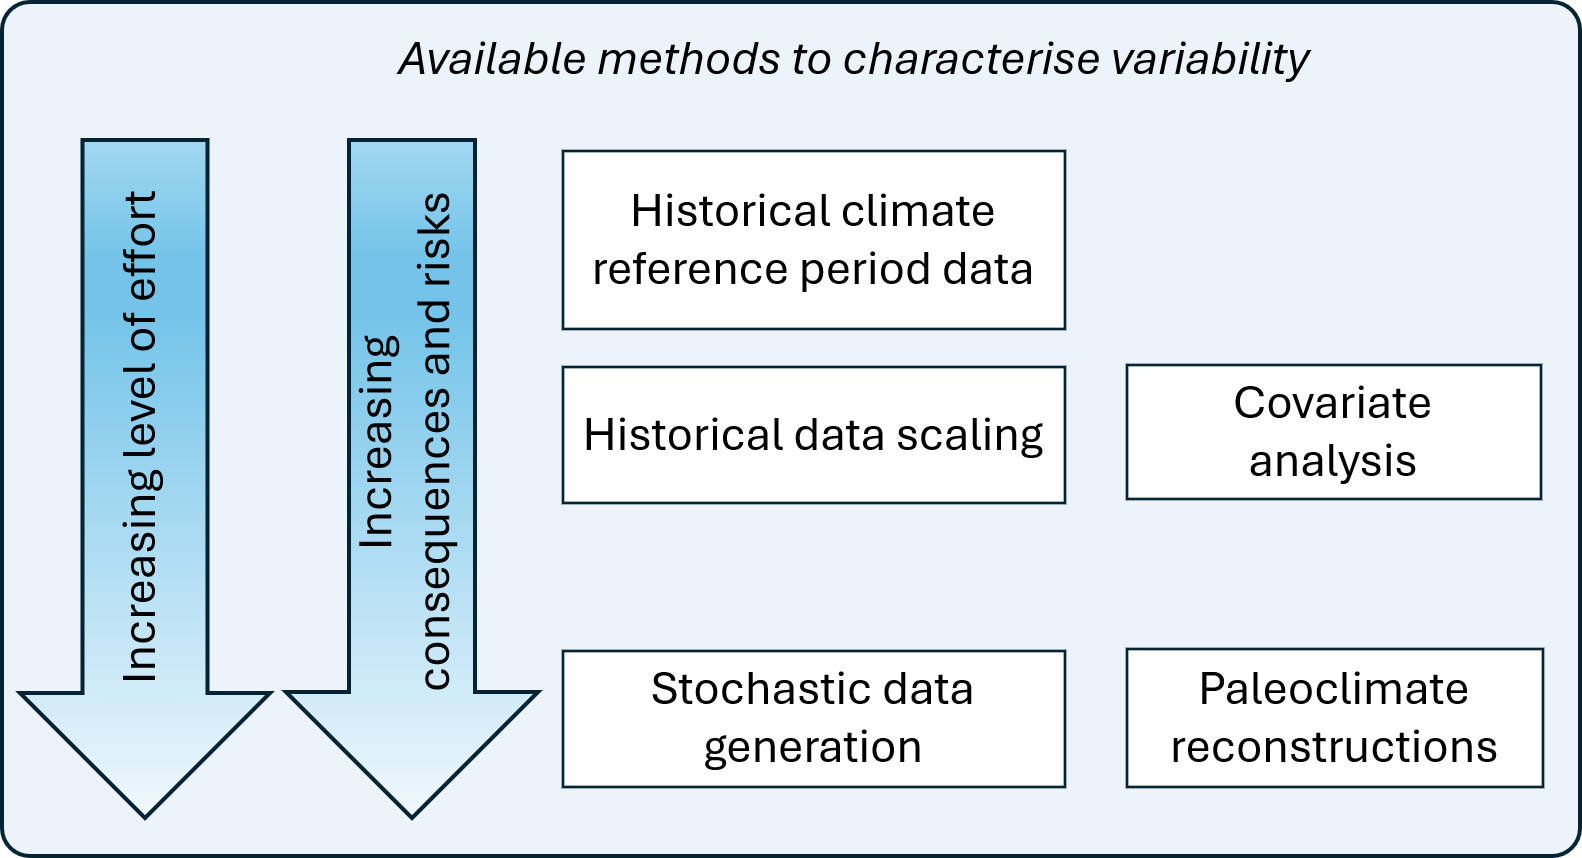 Available methods to characterise variability
Increasing level of effort
Increasing
consequences and risks
Historical climate
reference period data
Historical data scaling
Covariate
analysis
Stochastic data
generation
Paleoclimate
reconstructions